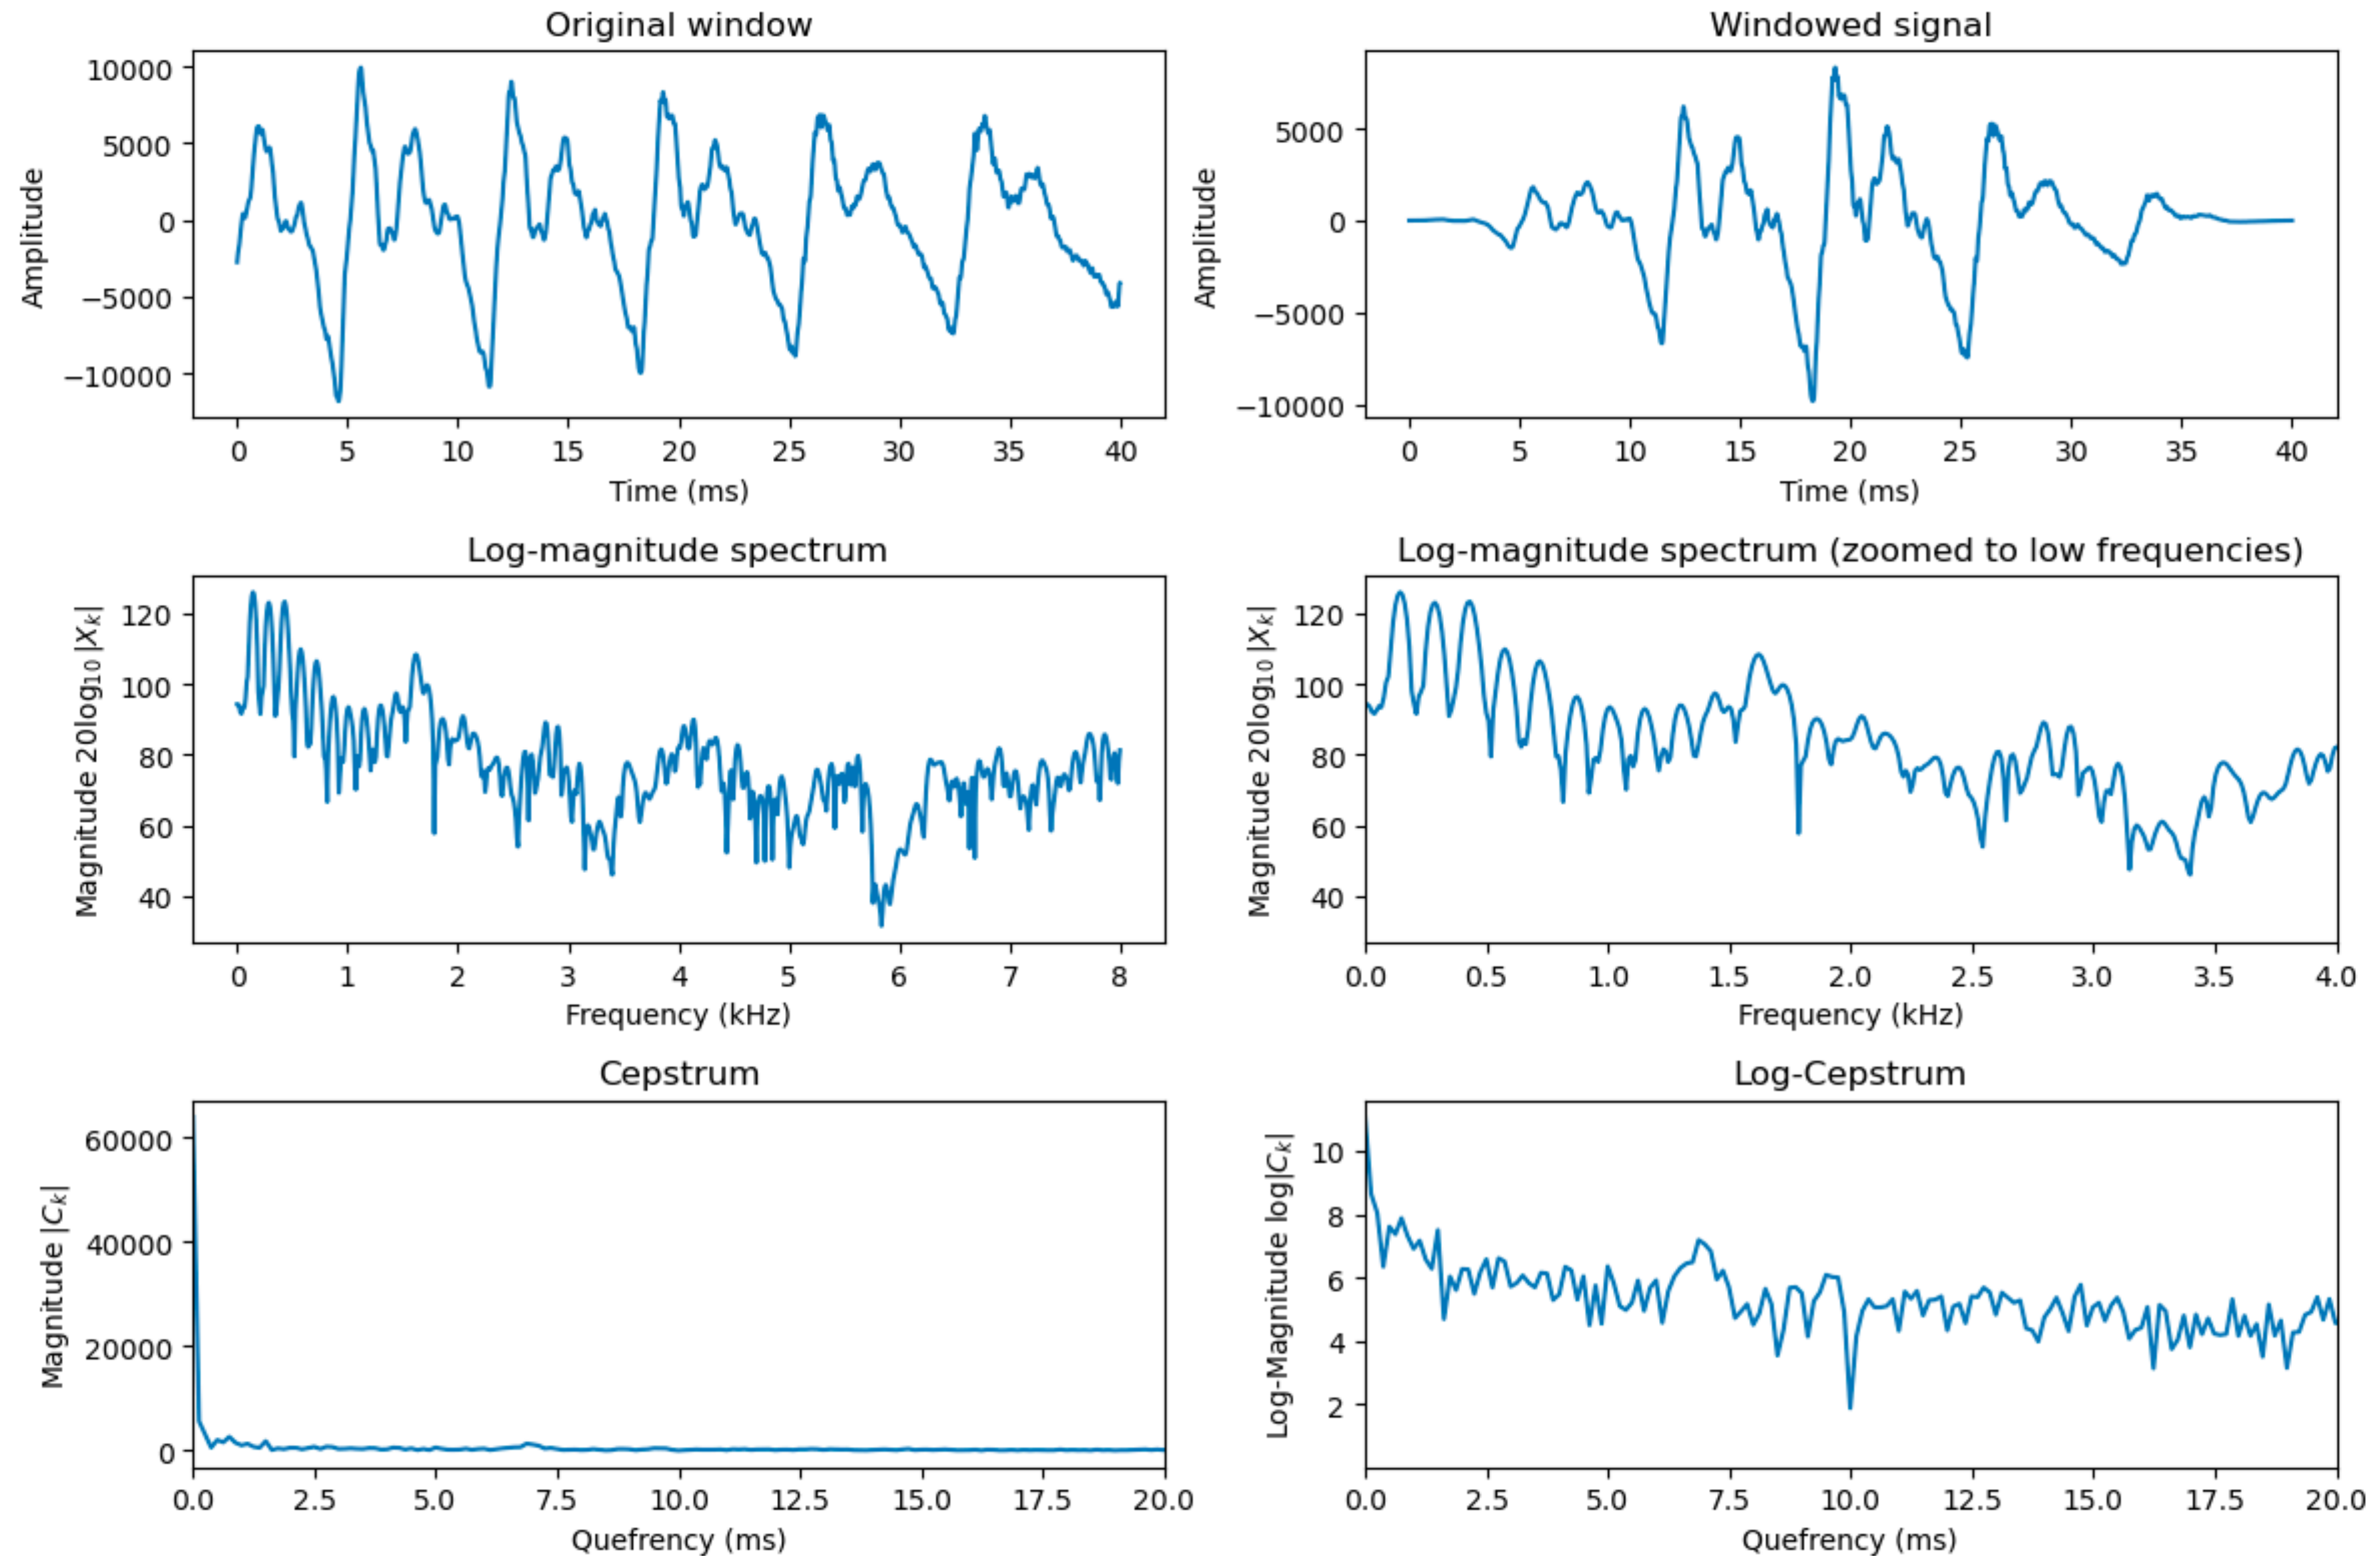 Original window
10000
5000
0
−5000
−10000
Amplitude
0 5 10 15 20 25 30 35 40
Time (ms)
Windowed signal
5000
0
−5000
−10000
Amplitude
0 5 10 15 20 25 30 35 40
Time (ms)
Log-magnitude spectrum
120
100
80
60
40
Magnitude 20log₁₀|Xₖ|
0 1 2 3 4 5 6 7 8
Frequency (kHz)
Log-magnitude spectrum (zoomed to low frequencies)
120
100
80
60
40
Magnitude 20log₁₀|Xₖ|
0.0 0.5 1.0 1.5 2.0 2.5 3.0 3.5 4.0
Frequency (kHz)
Cepstrum
60000
40000
20000
0
Magnitude |Cₖ|
0.0 2.5 5.0 7.5 10.0 12.5 15.0 17.5 20.0
Quefrency (ms)
Log-Cepstrum
10
8
6
4
2
Log-Magnitude log|Cₖ|
0.0 2.5 5.0 7.5 10.0 12.5 15.0 17.5 20.0
Quefrency (ms)